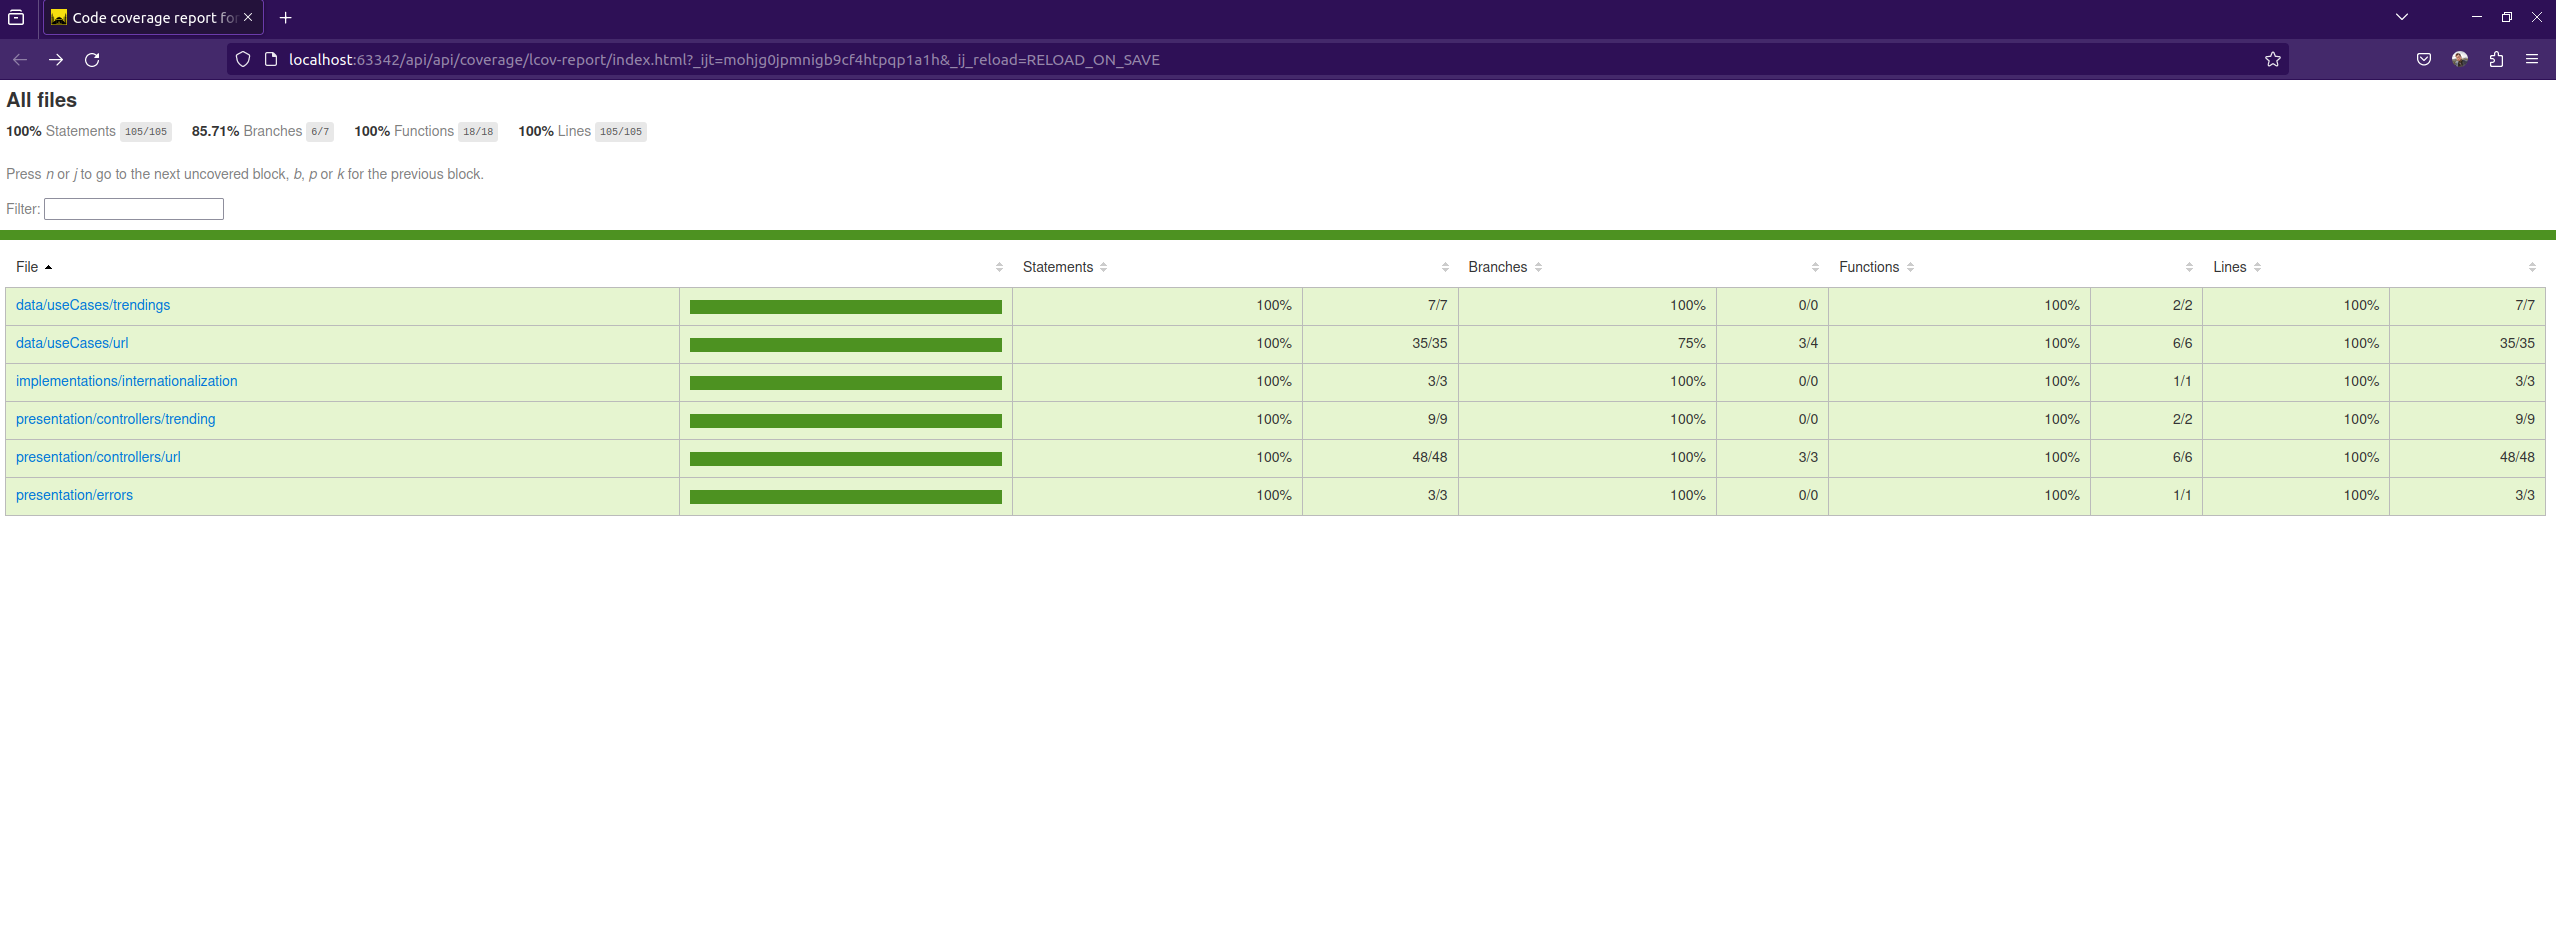 Code coverage report for
localhost:63342/api/api/coverage/lcov-report/index.html?_ijt=mohjg0jpmnigb9cf4htpqp1a1h&_ij_reload=RELOAD_ON_SAVE
All files
100% Statements 105/105 85.71% Branches 6/7 100% Functions 18/18 100% Lines 105/105
Press n or j to go to the next uncovered block, b, p or k for the previous block.
Filter:
File Statements Branches Functions Lines
data/useCases/trendings 100% 7/7 100% 0/0 100% 2/2 100% 7/7
data/useCases/url 100% 35/35 75% 3/4 100% 6/6 100% 35/35
implementations/internationalization 100% 3/3 100% 0/0 100% 1/1 100% 3/3
presentation/controllers/trending 100% 9/9 100% 0/0 100% 2/2 100% 9/9
presentation/controllers/url 100% 48/48 100% 3/3 100% 6/6 100% 48/48
presentation/errors 100% 3/3 100% 0/0 100% 1/1 100% 3/3